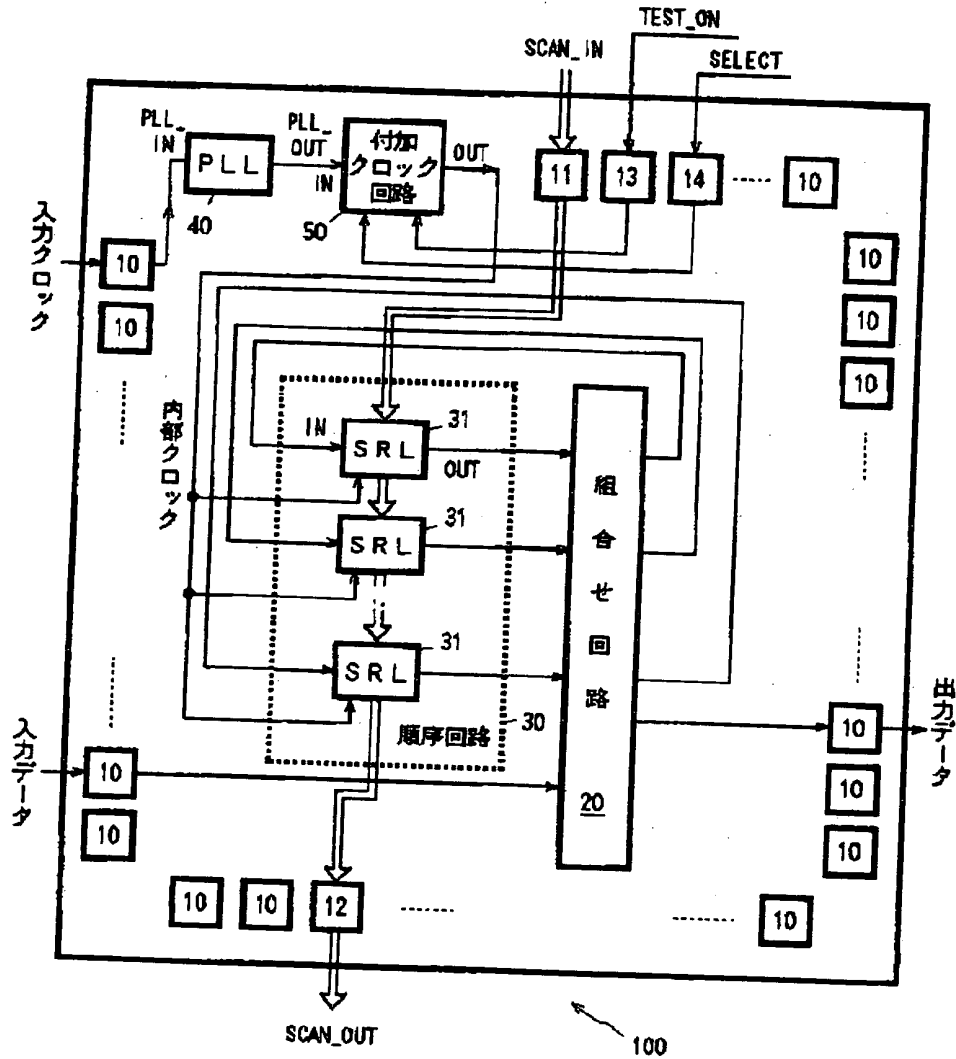 TEST_ON
SCAN_IN
SELECT
PLL_
IN
PLL
PLL_
OUT
IN
付加
クロック
回路
OUT
11
13
14
10
40
50
入力クロック
10
10
10
10
10
内部クロック
IN
SRL
31
OUT
SRL
31
SRL
31
順序回路
30
組合せ回路
20
入力データ
10
10
10
出力データ
10
10
10
10
12
10
SCAN_OUT
100